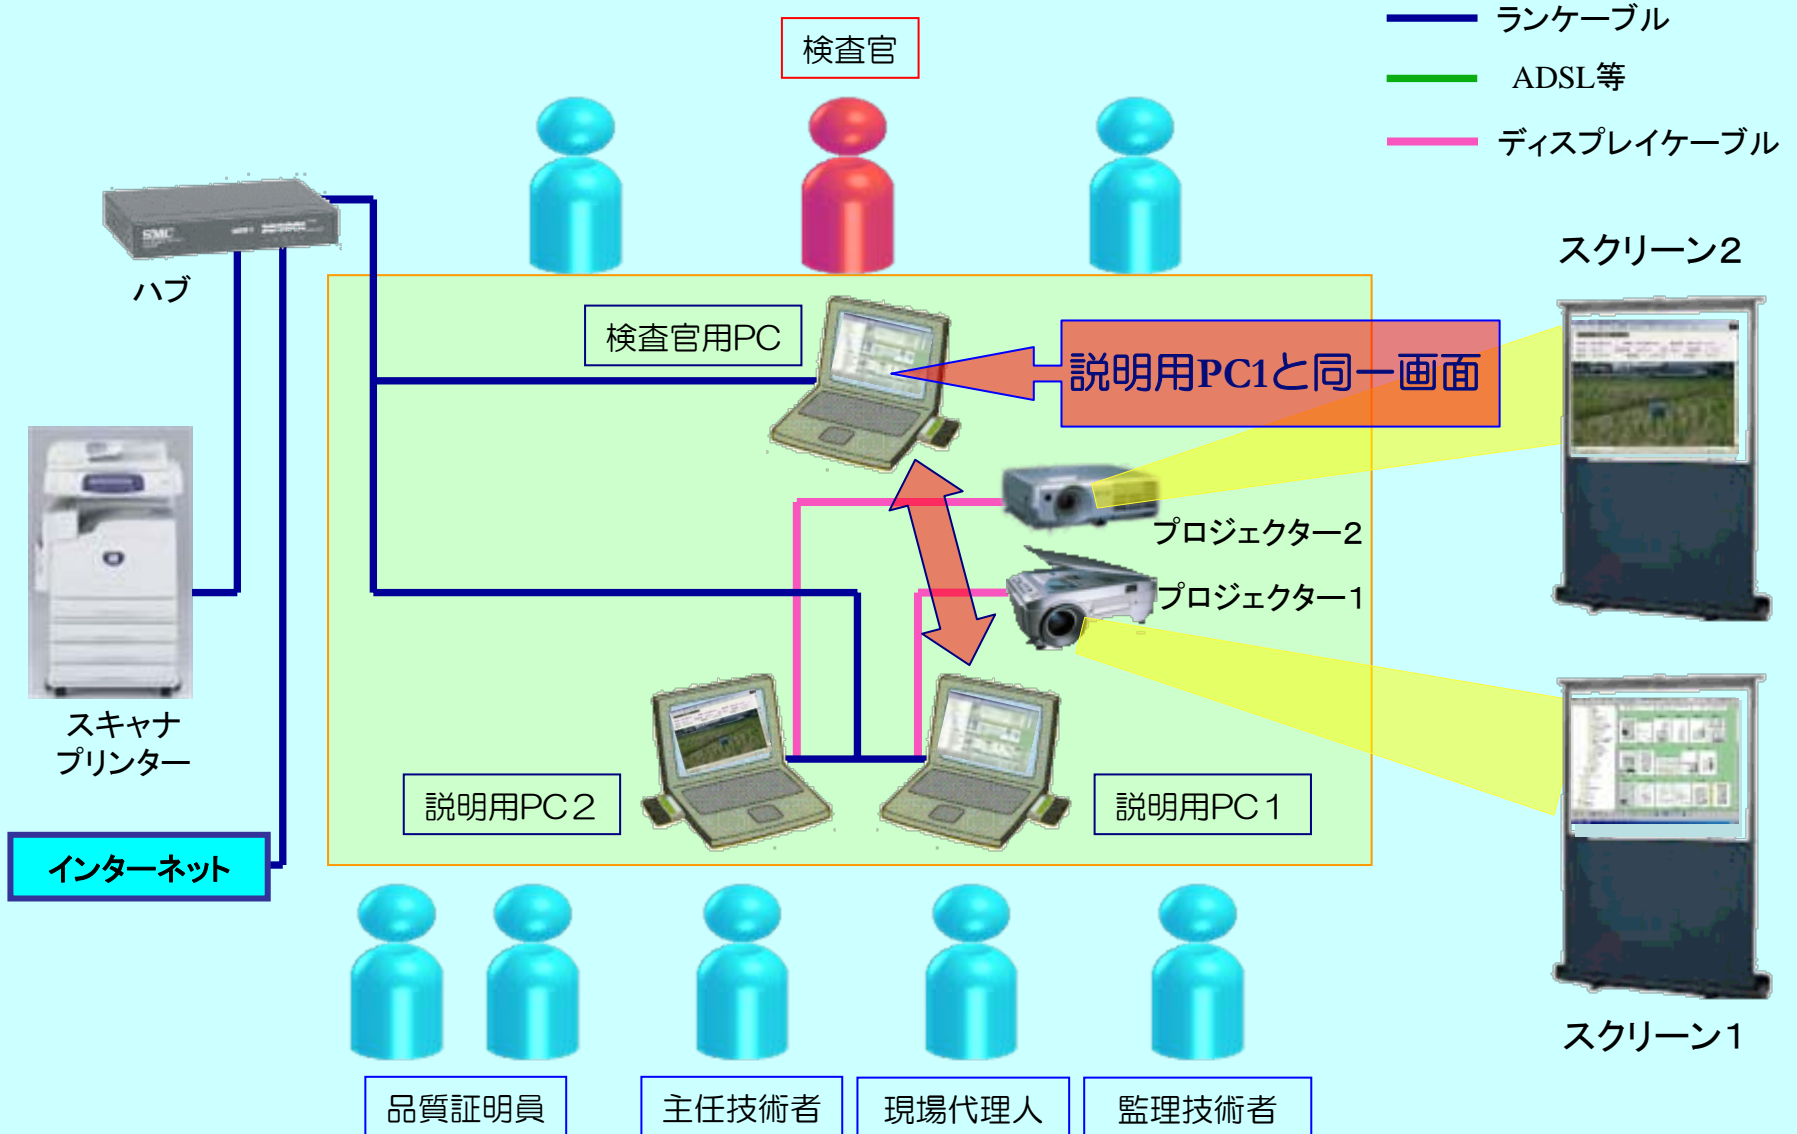 ランケーブル
検査官
ADSL等
ディスプレイケーブル
SMC
スクリーン2
ハブ
検査官用PC
説明用PC1と同一画面
プロジェクター2
プロジェクター1
スキャナ
プリンター
説明用PC2
説明用PC1
インターネット
スクリーン1
品質証明員
主任技術者
現場代理人
監理技術者